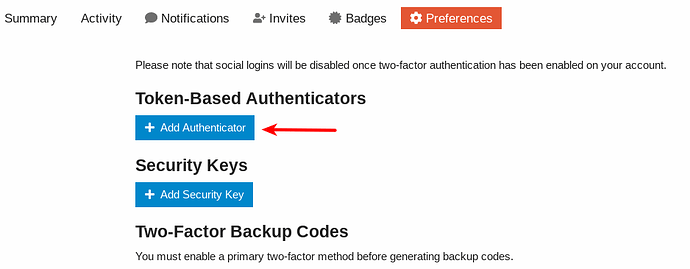 Summary Activity Notifications Invites Badges Preferences
Please note that social logins will be disabled once two-factor authentication has been enabled on your account.
Token-Based Authenticators
+ Add Authenticator
Security Keys
+ Add Security Key
Two-Factor Backup Codes
You must enable a primary two-factor method before generating backup codes.